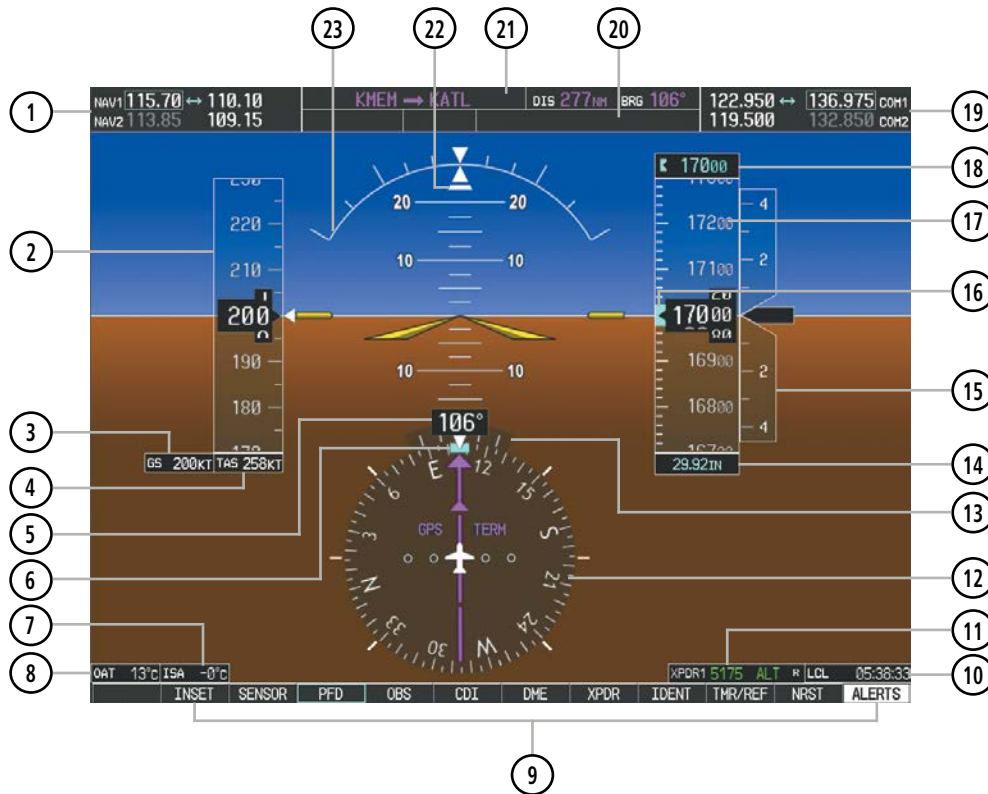 23 22 21 20
1 NAV1 115.70 ↔ 110.10 KMEM → KATL DIS 277NM BRG 106° 122.950 ↔ 136.975 COM1
NAV2 113.85 109.15 119.500 132.850 COM2 19
17000 18
20 20
4
220 17200 17
2
210 10 10 17100 2
16
20
200 17000
80
190 16900
10 10 2 15
180 16800
106° 4
3 GS 200KT TAS 258KT 29.92IN 14
4
5 13
6 12
E 12 15 S 21 24 W 30 33 N 3 6
GPS TERM
7 11
8 OAT 13°C ISA -0°C XPDR1 5175 ALT R LCL 05:38:33 10
INSET SENSOR PFD OBS CDI DME XPDR IDENT TMR/REF NRST ALERTS
9